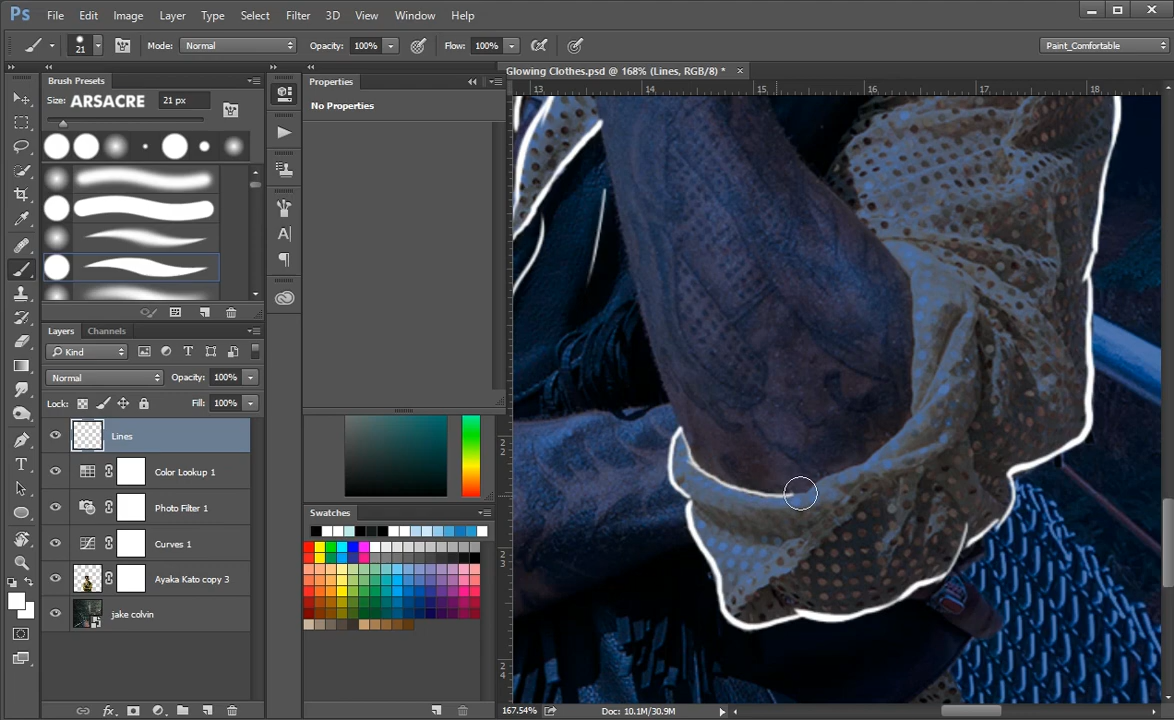 Ps File Edit Image Layer Type Select Filter 3D View Window Help
21 Mode: Normal Opacity: 100% Flow: 100% Paint_Comfortable
Brush Presets
Size: ARSACRE 21 px
Properties
No Properties
Glowing Clothes.psd @ 168% (Lines, RGB/8) * ×
13 14 15 16 17 18
22
23
24
Layers Channels
Kind
Normal Opacity: 100%
Lock: Fill: 100%
Lines
Color Lookup 1
Photo Filter 1
Curves 1
Ayaka Kato copy 3
jake colvin
Swatches
167.54% Doc: 10.1M/30.9M